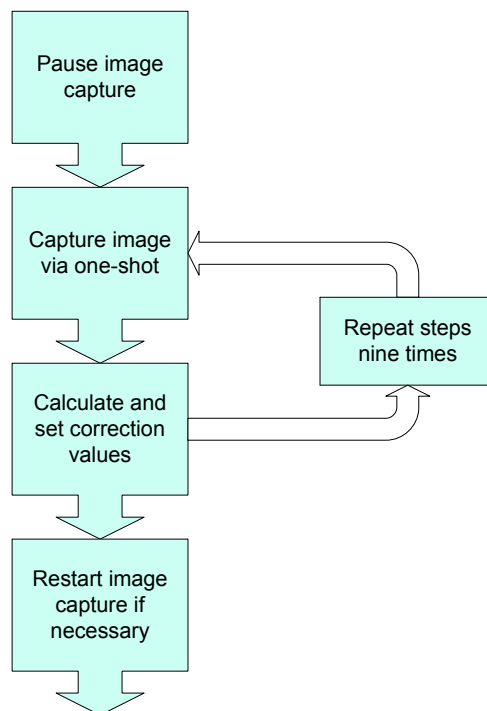 Pause image
capture
Capture image
via one-shot
Repeat steps
nine times
Calculate and
set correction
values
Restart image
capture if
necessary